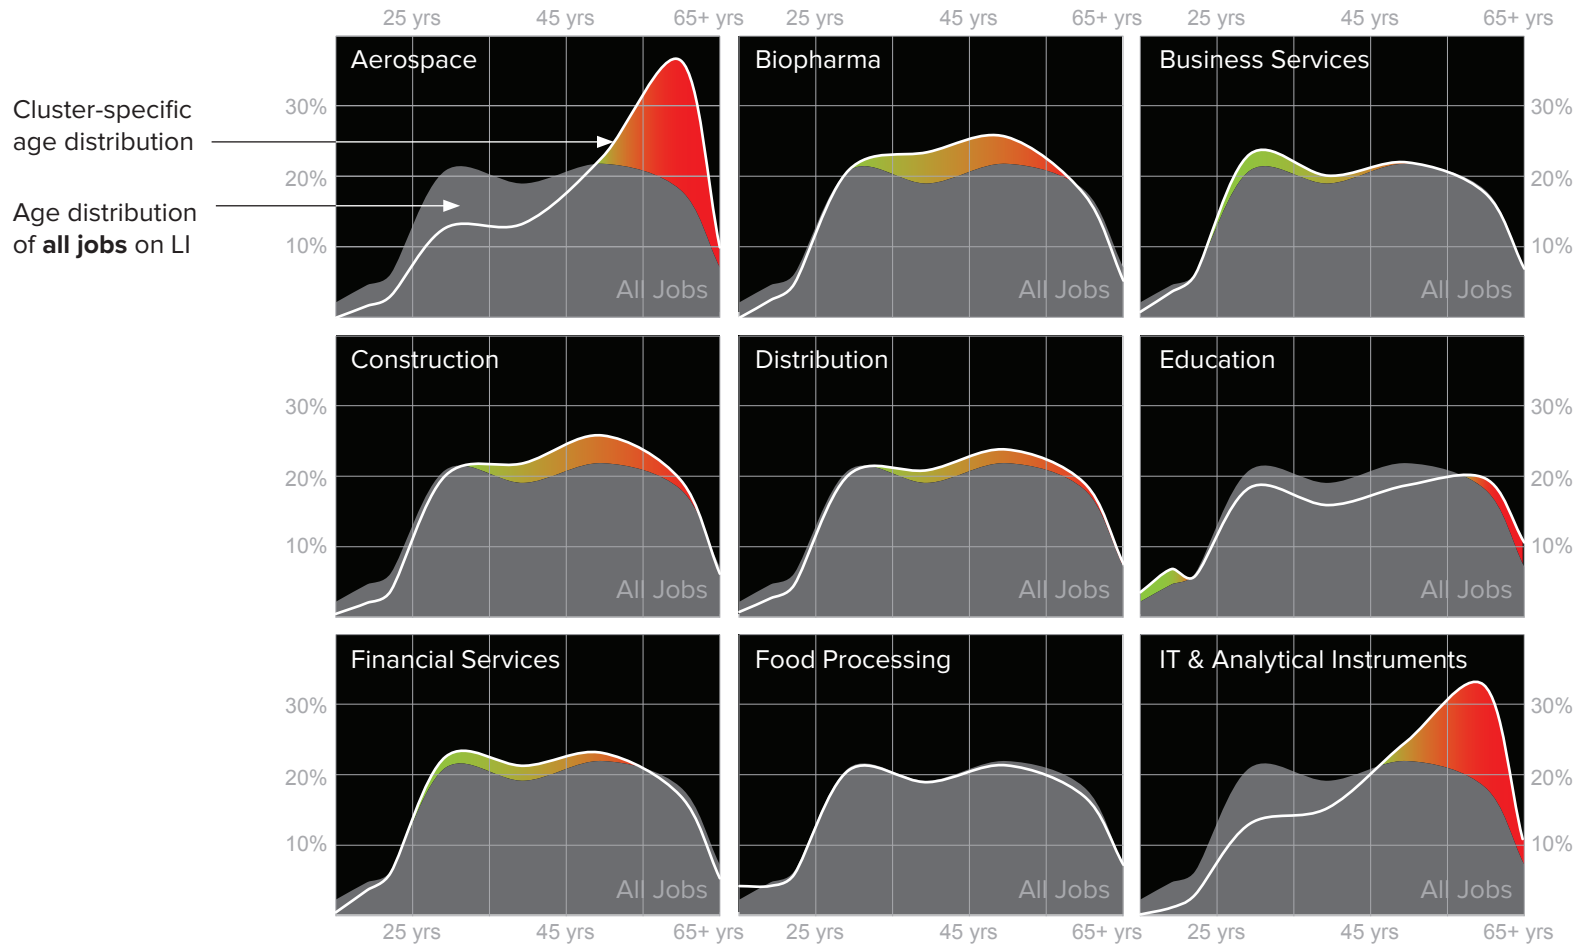 25 yrs 45 yrs 65+ yrs 25 yrs 45 yrs 65+ yrs 25 yrs 45 yrs 65+ yrs
Aerospace Biopharma Business Services
Cluster-specific
age distribution
30% 30%
20% 20%
Age distribution
of all jobs on LI
10% 10%
All Jobs All Jobs All Jobs
Construction Distribution Education
30% 30%
20% 20%
10% 10%
All Jobs All Jobs All Jobs
Financial Services Food Processing IT & Analytical Instruments
30% 30%
20% 20%
10% 10%
All Jobs All Jobs All Jobs
25 yrs 45 yrs 65+ yrs 25 yrs 45 yrs 65+ yrs 25 yrs 45 yrs 65+ yrs